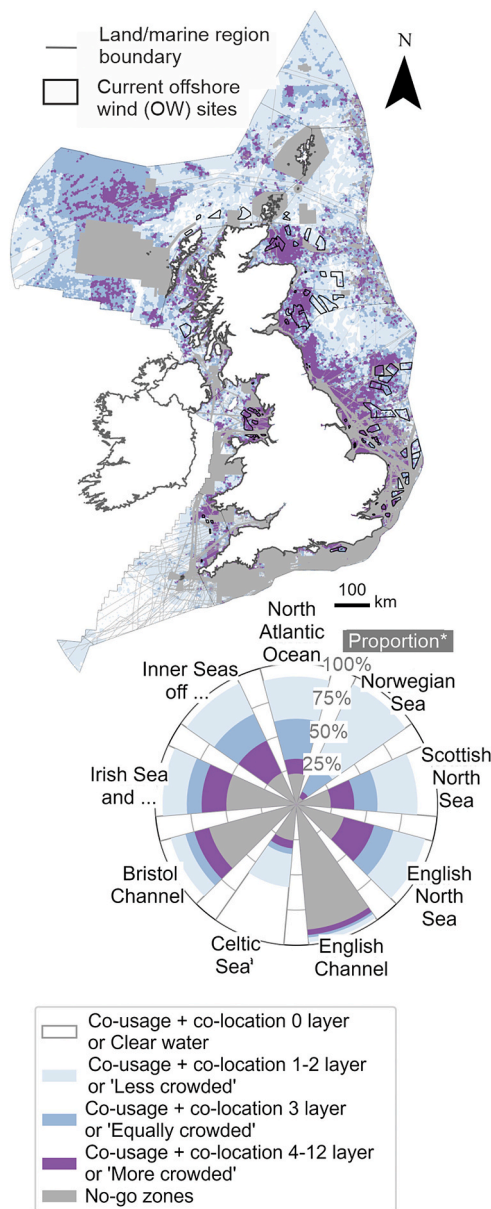 Land/marine region
boundary
Current offshore
wind (OW) sites
N
100
km
Proportion*
North
Atlantic
Ocean
100%
75%
50%
25%
Norwegian
Sea
Inner Seas
off ...
Scottish
North
Sea
Irish Sea
and ...
English
North
Sea
Bristol
Channel
Celtic
Sea
English
Channel
Co-usage + co-location 0 layer
or Clear water
Co-usage + co-location 1-2 layer
or 'Less crowded'
Co-usage + co-location 3 layer
or 'Equally crowded'
Co-usage + co-location 4-12 layer
or 'More crowded'
No-go zones